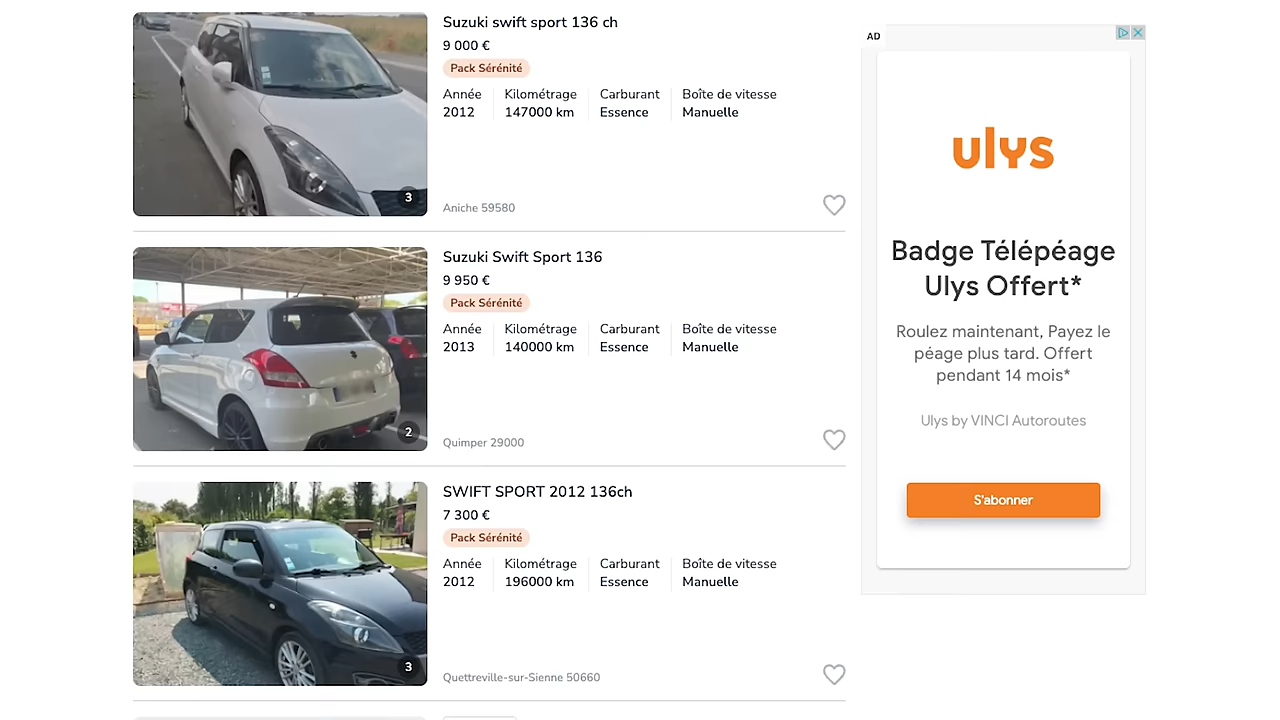 Suzuki swift sport 136 ch
9 000 €
Pack Sérénité
Année Kilométrage Carburant Boîte de vitesse
2012 147000 km Essence Manuelle
3
Aniche 59580
Suzuki Swift Sport 136
9 950 €
Pack Sérénité
Année Kilométrage Carburant Boîte de vitesse
2013 140000 km Essence Manuelle
2
Quimper 29000
SWIFT SPORT 2012 136ch
7 300 €
Pack Sérénité
Année Kilométrage Carburant Boîte de vitesse
2012 196000 km Essence Manuelle
3
Quettreville-sur-Sienne 50660
AD
ulys
Badge Télépéage
Ulys Offert*
Roulez maintenant, Payez le
péage plus tard. Offert
pendant 14 mois*
Ulys by VINCI Autoroutes
S'abonner